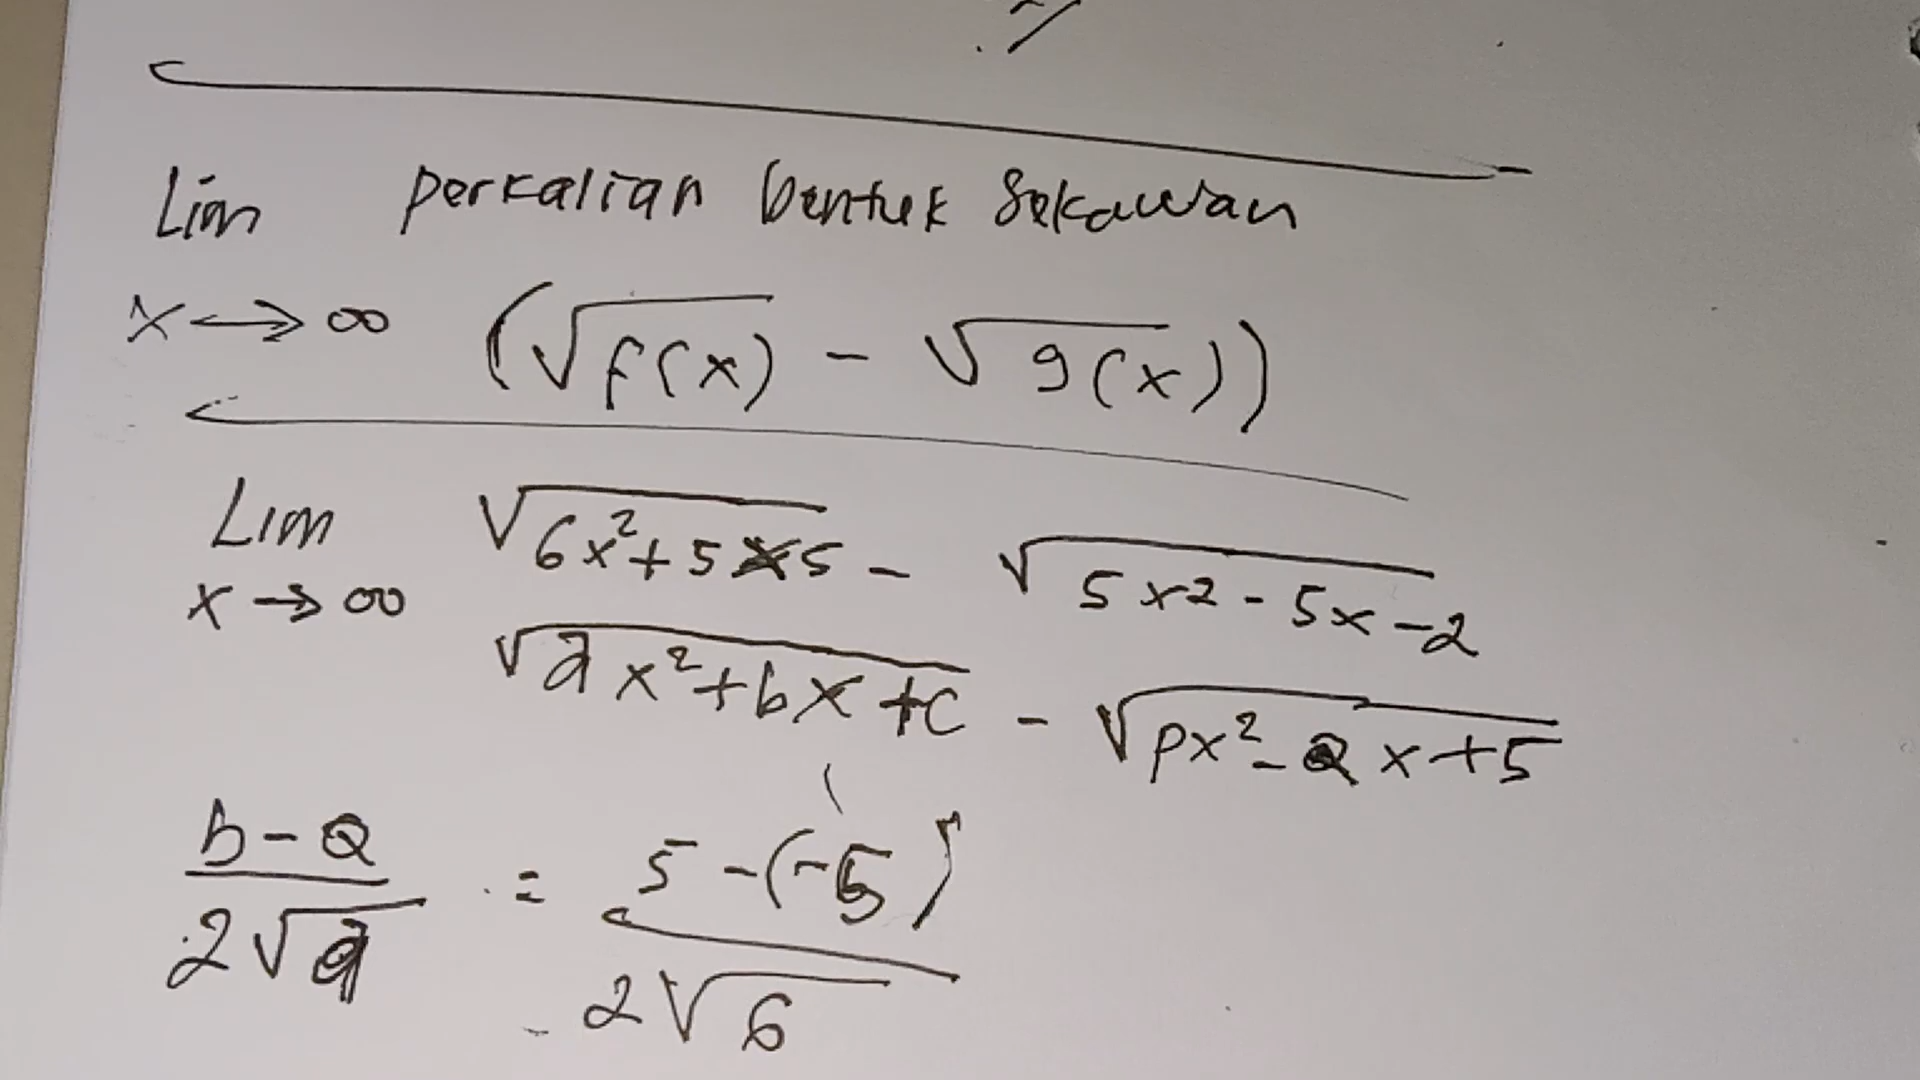 Lim perkalian bentuk sekawan
x → ∞ (√f(x) - √g(x))
Lim √6x²+5x5 - √5x2-5x-2
x → ∞
√ax²+bx+c - √px²-Qx+5
b-Q / 2√a = 5-(-5) / 2√6